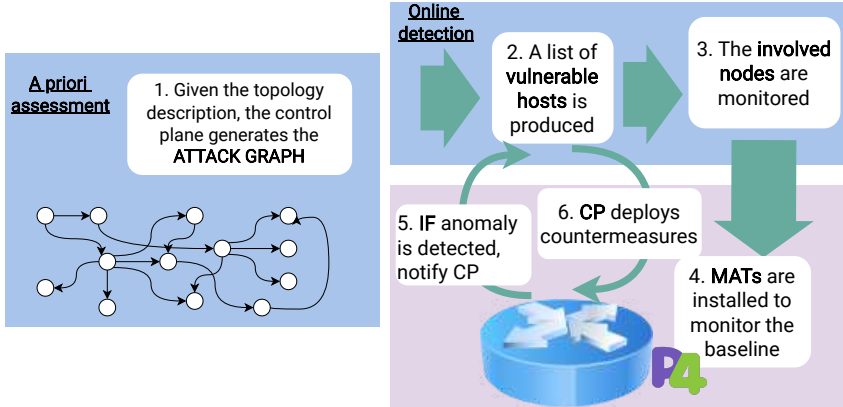 A priori
assessment
1. Given the topology
description, the control
plane generates the
ATTACK GRAPH
Online
detection
2. A list of
vulnerable
hosts is
produced
3. The involved
nodes are
monitored
4. MATs are
installed to
monitor the
baseline
5. IF anomaly
is detected,
notify CP
6. CP deploys
countermeasures
P4